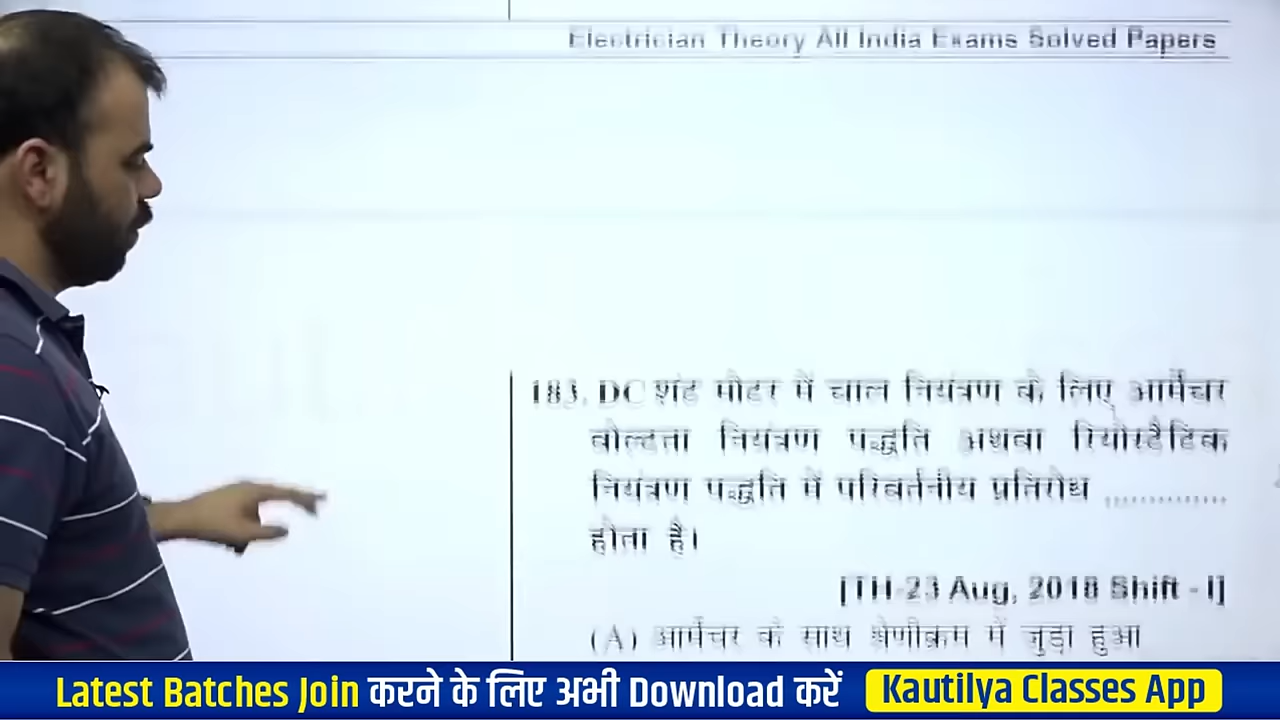 Electrician Theory All India Exams Solved Papers
183. DC शंट मोटर में चाल नियंत्रण के लिए आर्मेचर
वोल्टता नियंत्रण पद्धति अथवा रियोस्टैटिक
नियंत्रण पद्धति में परिवर्तनीय प्रतिरोध ..............
होता है।
[TH-23 Aug, 2018 Shift - I]
(A) आर्मेचर के साथ श्रेणीक्रम में जुड़ा हुआ
Latest Batches Join करने के लिए अभी Download करें Kautilya Classes App